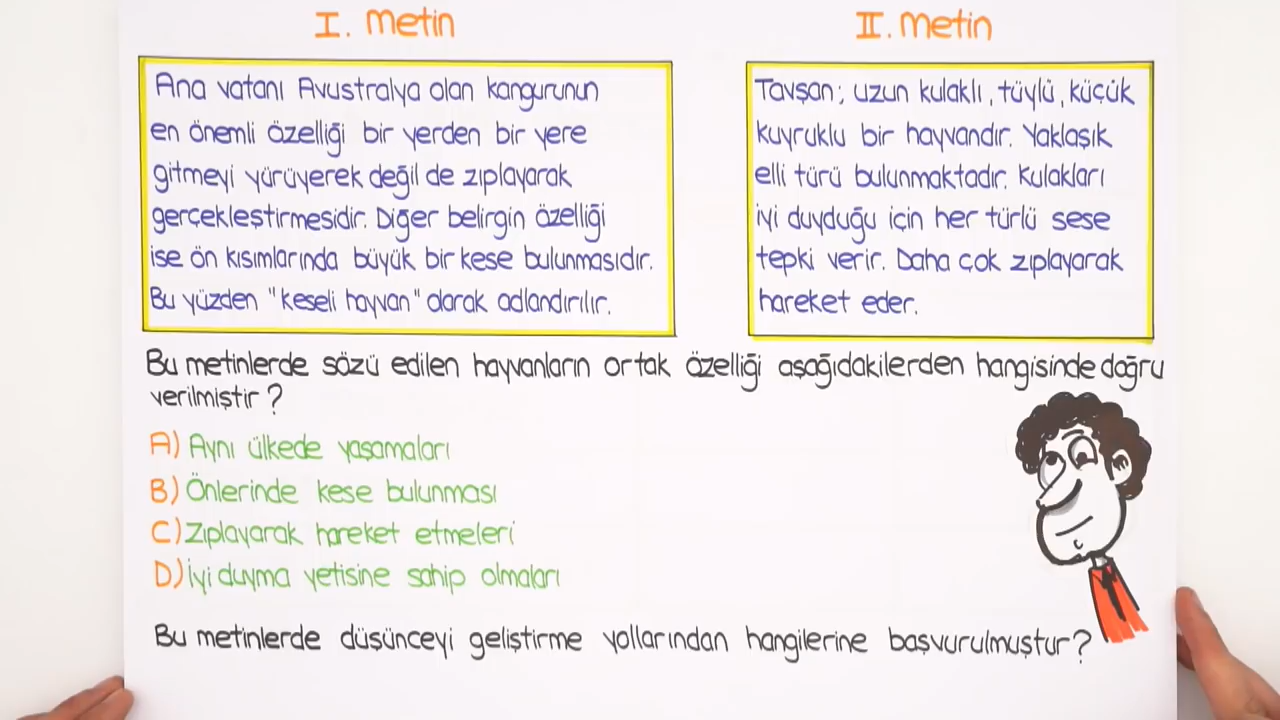 I. metin
Ana vatanı Avustralya olan kangurunun
en önemli özelliği bir yerden bir yere
gitmeyi yürüyerek değil de zıplayarak
gerçekleştirmesidir. Diğer belirgin özelliği
ise ön kısımlarında büyük bir kese bulunmasıdır.
Bu yüzden "keseli hayvan" olarak adlandırılır.
II. metin
Tavşan; uzun kulaklı, tüylü, küçük
kuyruklu bir hayvandır. Yaklaşık
elli türü bulunmaktadır. Kulakları
iyi duyduğu için her türlü sese
tepki verir. Daha çok zıplayarak
hareket eder.
Bu metinlerde sözü edilen hayvanların ortak özelliği aşağıdakilerden hangisinde doğru
verilmiştir?
A) Aynı ülkede yaşamaları
B) Önlerinde kese bulunması
C) Zıplayarak hareket etmeleri
D) İyi duyma yetisine sahip olmaları
Bu metinlerde düşünceyi geliştirme yollarından hangilerine başvurulmuştur?